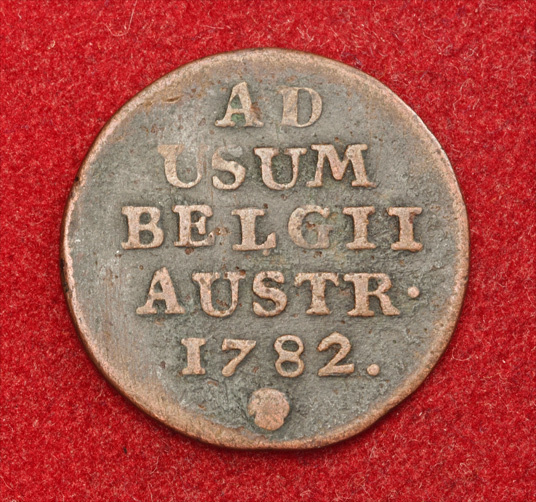 AD
USUM
BELGII
AUSTR·
1782.